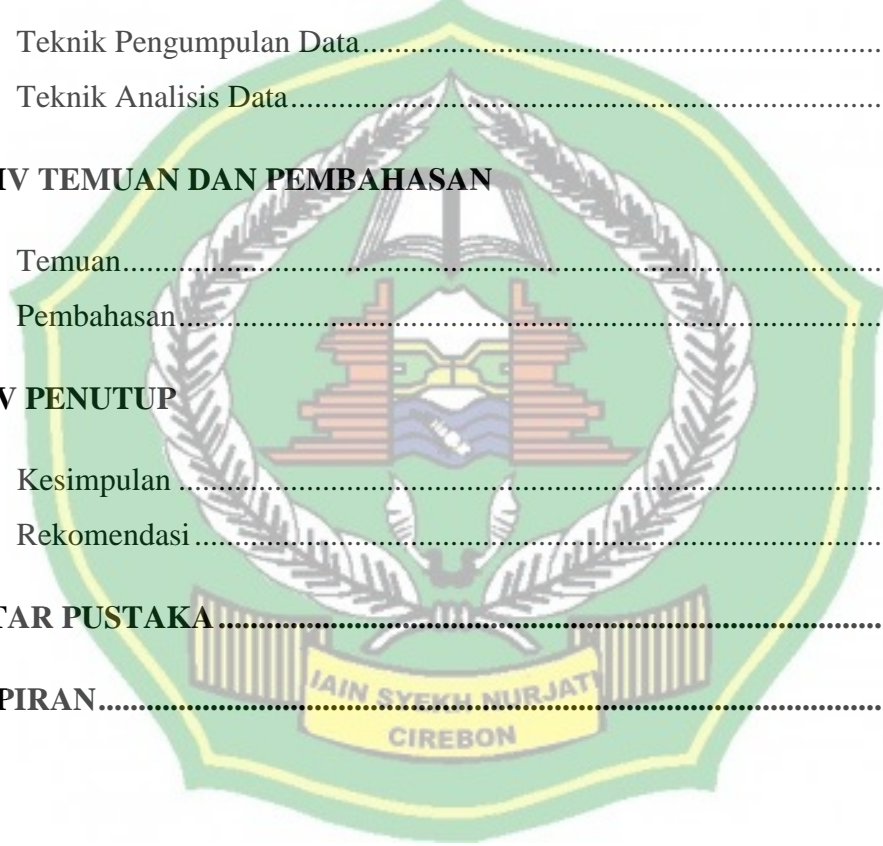 Teknik Pengumpulan Data..........................................................................
Teknik Analisis Data...................................................................................
IV TEMUAN DAN PEMBAHASAN
Temuan........................................................................................................
Pembahasan.................................................................................................
V PENUTUP
Kesimpulan .................................................................................................
Rekomendasi ...............................................................................................
TAR PUSTAKA ...................................................................................
PIRAN..................................................................................................
IAIN SYEKH NURJATI
CIREBON